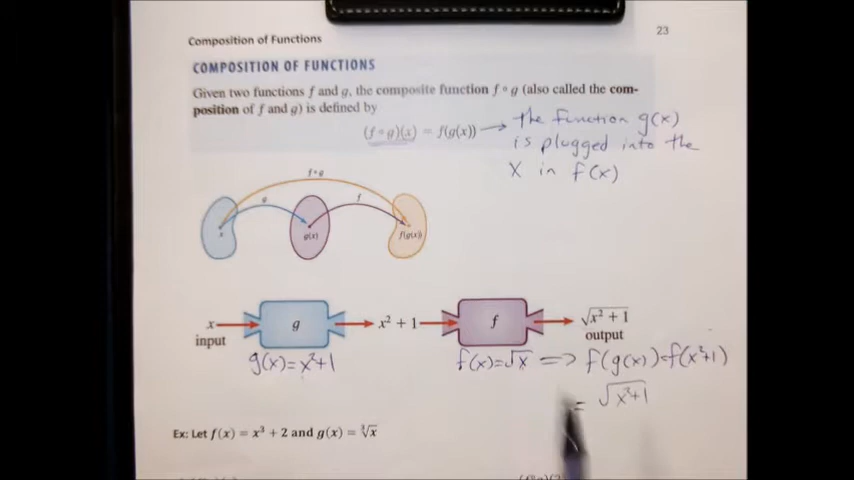 23
Composition of Functions
COMPOSITION OF FUNCTIONS
Given two functions f and g, the composite function f ∘ g (also called the com-
position of f and g) is defined by
(f ∘ g)(x) = f(g(x)) → the function g(x)
is plugged into the
x in f(x)
f∘g
g f
x g(x) f(g(x))
x g x² + 1 f √x² + 1
input output
g(x) = x²+1 f(x) = √x ⇒ f(g(x)) = f(x²+1)
= √x²+1
Ex: Let f(x) = x³ + 2 and g(x) = ∛x